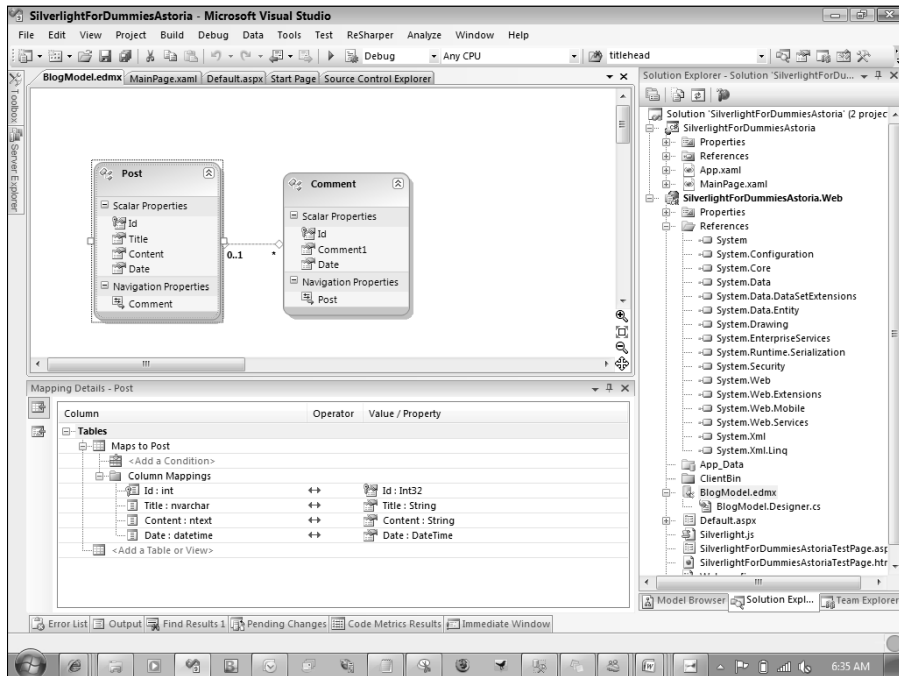 SilverlightForDummiesAstoria - Microsoft Visual Studio
File Edit View Project Build Debug Data Tools Test ReSharper Analyze Window Help
Debug Any CPU titlehead
BlogModel.edmx MainPage.xaml Default.aspx Start Page Source Control Explorer
Toolbox
Server Explorer
Post
Scalar Properties
Id
Title
Content
Date
Navigation Properties
Comment
0..1
*
Comment
Scalar Properties
Id
Comment1
Date
Navigation Properties
Post
Mapping Details - Post
Column Operator Value / Property
Tables
Maps to Post
<Add a Condition>
Column Mappings
Id : int Id : Int32
Title : nvarchar Title : String
Content : ntext Content : String
Date : datetime Date : DateTime
<Add a Table or View>
Error List Output Find Results 1 Pending Changes Code Metrics Results Immediate Window
Solution Explorer - Solution 'SilverlightForDu...
Solution 'SilverlightForDummiesAstoria' (2 projec
SilverlightForDummiesAstoria
Properties
References
App.xaml
MainPage.xaml
SilverlightForDummiesAstoria.Web
Properties
References
System
System.Configuration
System.Core
System.Data
System.Data.DataSetExtensions
System.Data.Entity
System.Drawing
System.EnterpriseServices
System.Runtime.Serialization
System.Security
System.Web
System.Web.Extensions
System.Web.Mobile
System.Web.Services
System.Xml
System.Xml.Linq
App_Data
ClientBin
BlogModel.edmx
BlogModel.Designer.cs
Default.aspx
Silverlight.js
SilverlightForDummiesAstoriaTestPage.asp
SilverlightForDummiesAstoriaTestPage.htr
Model Browser Solution Expl... Team Explorer
6:35 AM